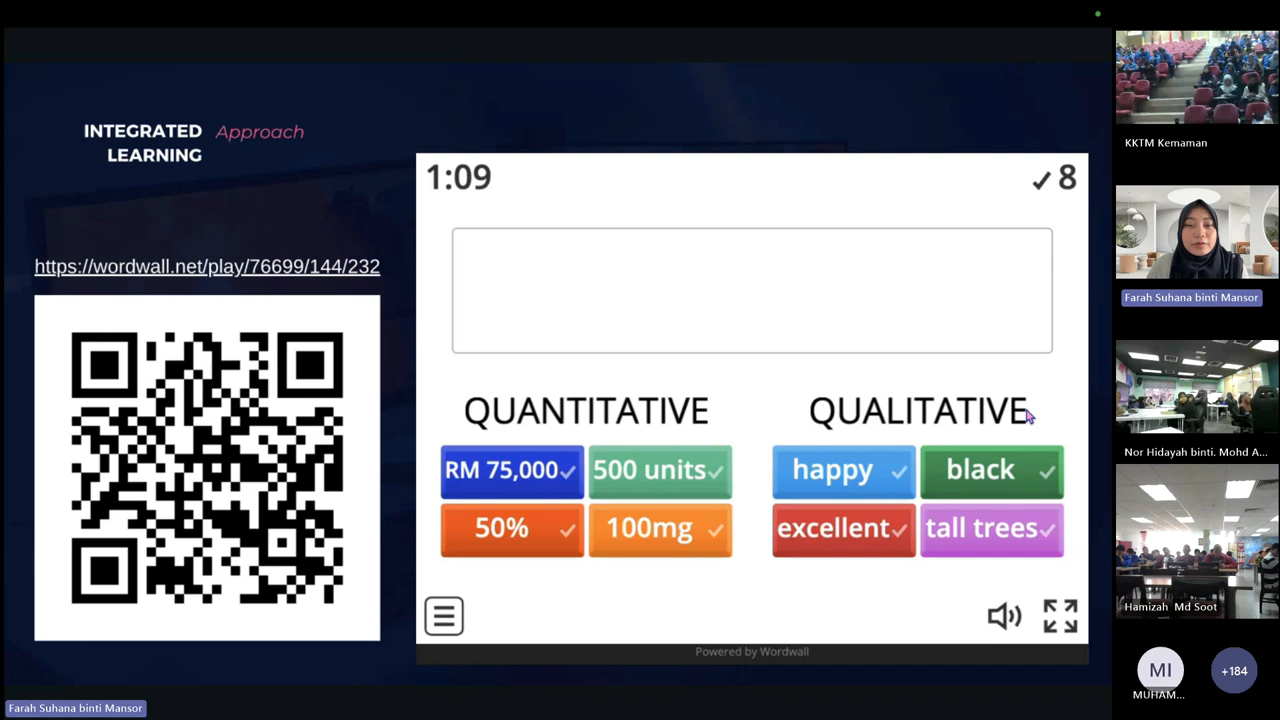 INTEGRATED Approach
LEARNING
https://wordwall.net/play/76699/144/232
1:09
8
QUANTITATIVE
QUALITATIVE
RM 75,000
500 units
50%
100mg
happy
black
excellent
tall trees
Powered by Wordwall
Farah Suhana binti Mansor
KKTM Kemaman
Farah Suhana binti Mansor
Nor Hidayah binti. Mohd A...
Hamizah Md Soot
MI
MUHAM...
+184